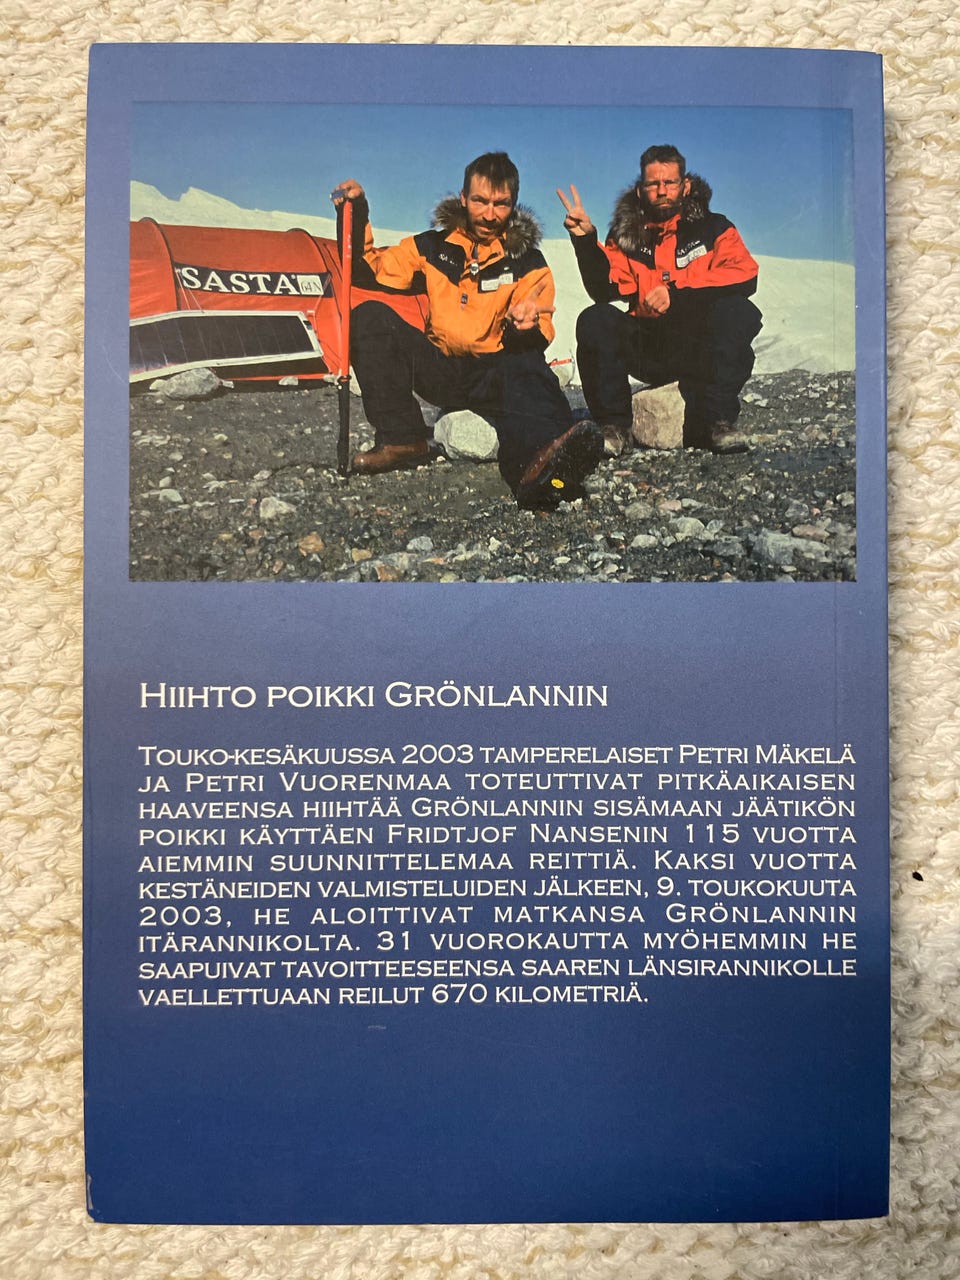 SASTA 64N
SASTA
HIIHTO POIKKI GRÖNLANNIN
TOUKO-KESÄKUUSSA 2003 TAMPERELAISET PETRI MÄKELÄ
JA PETRI VUORENMAA TOTEUTTIVAT PITKÄAIKAISEN
HAAVEENSA HIIHTÄÄ GRÖNLANNIN SISÄMAAN JÄÄTIKÖN
POIKKI KÄYTTÄEN FRIDTJOF NANSENIN 115 VUOTTA
AIEMMIN SUUNNITTELEMAA REITTIÄ. KAKSI VUOTTA
KESTÄNEIDEN VALMISTELUIDEN JÄLKEEN, 9. TOUKOKUUTA
2003, HE ALOITTIVAT MATKANSA GRÖNLANNIN
ITÄRANNIKOLTA. 31 VUOROKAUTTA MYÖHEMMIN HE
SAAPUIVAT TAVOITTEESEENSA SAAREN LÄNSIRANNIKOLLE
VAELLETTUAAN REILUT 670 KILOMETRIÄ.